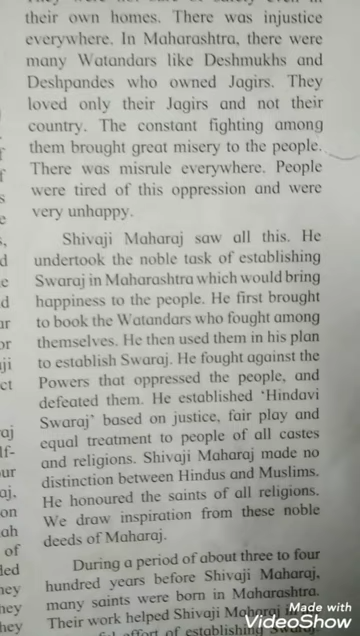 their own homes. There was injustice
everywhere. In Maharashtra, there were
many Watandars like Deshmukhs and
Deshpandes who owned Jagirs. They
loved only their Jagirs and not their
country. The constant fighting among
them brought great misery to the people.
There was misrule everywhere. People
were tired of this oppression and were
very unhappy.
Shivaji Maharaj saw all this. He
undertook the noble task of establishing
Swaraj in Maharashtra which would bring
happiness to the people. He first brought
to book the Watandars who fought among
themselves. He then used them in his plan
to establish Swaraj. He fought against the
Powers that oppressed the people, and
defeated them. He established ‘Hindavi
Swaraj’ based on justice, fair play and
equal treatment to people of all castes
and religions. Shivaji Maharaj made no
distinction between Hindus and Muslims.
He honoured the saints of all religions.
We draw inspiration from these noble
deeds of Maharaj.
During a period of about three to four
hundred years before Shivaji Maharaj,
many saints were born in Maharashtra.
Their work helped Shivaji Maharaj
effort of establishing
Made with
VideoShow